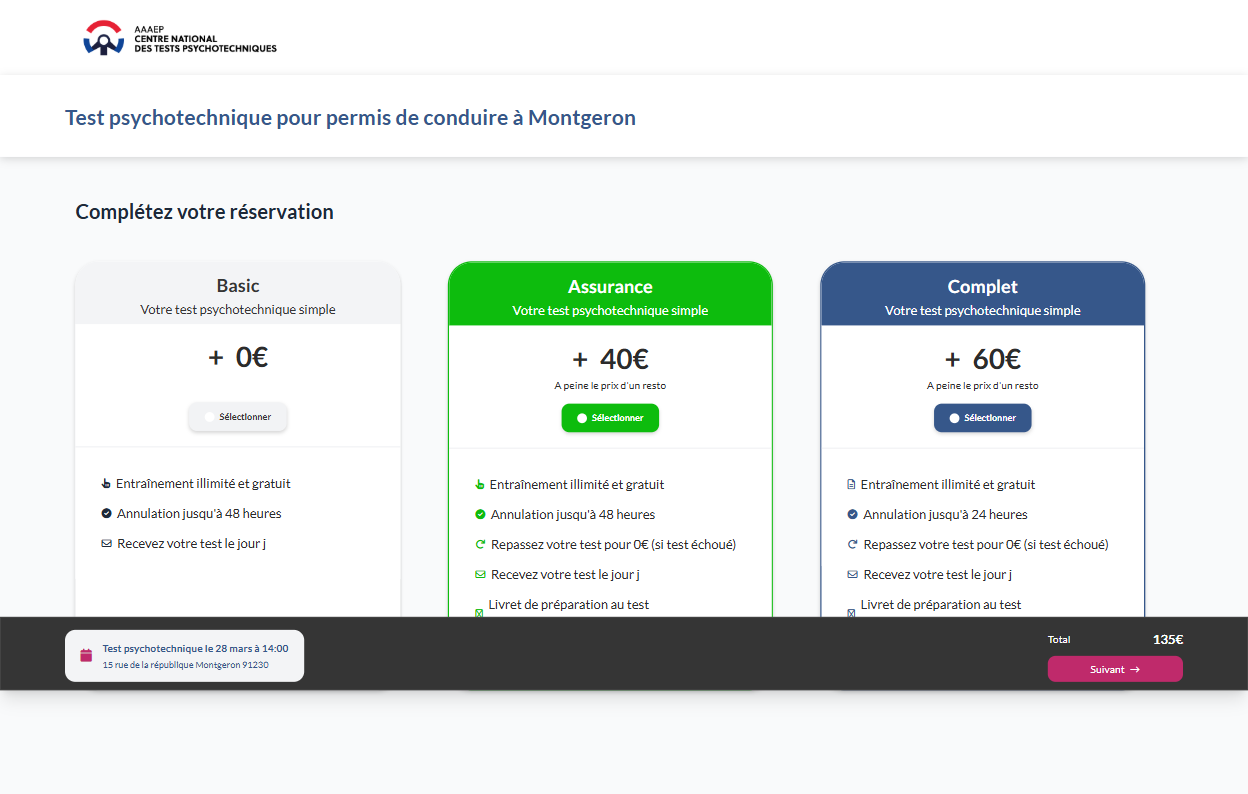 AAAEP
CENTRE NATIONAL
DES TESTS PSYCHOTECHNIQUES
Test psychotechnique pour permis de conduire à Montgeron
Complétez votre réservation
Basic
Votre test psychotechnique simple
+ 0€
Sélectionner
Entraînement illimité et gratuit
Annulation jusqu'à 48 heures
Recevez votre test le jour j
Assurance
Votre test psychotechnique simple
+ 40€
A peine le prix d'un resto
Sélectionner
Entraînement illimité et gratuit
Annulation jusqu'à 48 heures
Repassez votre test pour 0€ (si test échoué)
Recevez votre test le jour j
Livret de préparation au test
Complet
Votre test psychotechnique simple
+ 60€
A peine le prix d'un resto
Sélectionner
Entraînement illimité et gratuit
Annulation jusqu'à 24 heures
Repassez votre test pour 0€ (si test échoué)
Recevez votre test le jour j
Livret de préparation au test
Test psychotechnique le 28 mars à 14:00
15 rue de la république Montgeron 91230
Total 135€
Suivant →